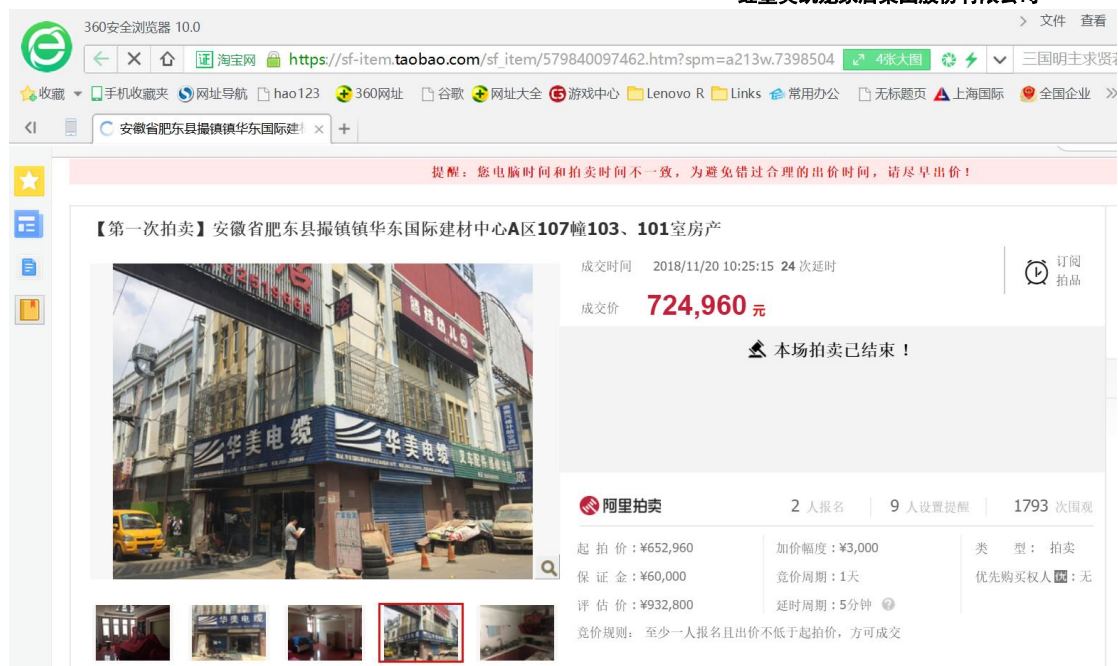 360安全浏览器 10.0
文件 查看
证 淘宝网 https://sf-item.taobao.com/sf_item/579840097462.htm?spm=a213w.7398504 4张大图
三国明主求贤
收藏 手机收藏夹 网址导航 hao123 360网址 谷歌 网址大全 游戏中心 Lenovo R Links 常用办公 无标题页 上海国际 全国企业
安徽省肥东县撮镇镇华东国际建
提醒：您电脑时间和拍卖时间不一致，为避免错过合理的出价时间，请尽早出价！
【第一次拍卖】安徽省肥东县撮镇镇华东国际建材中心A区107幢103、101室房产
成交时间 2018/11/20 10:25:15 24 次延时
订阅
拍品
成交价 724,960 元
本场拍卖已结束！
62519660
浴
幼儿园
华美电缆
华美电缆
叉车配件
阿里拍卖 2 人报名 9 人设置提醒 1793 次围观
起拍价：¥652,960 加价幅度：¥3,000 类型：拍卖
保证金：¥60,000 竞价周期：1天 优先购买权人优：无
评估价：¥932,800 延时周期：5分钟
竞价规则： 至少一人报名且出价不低于起拍价，方可成交
华美电缆